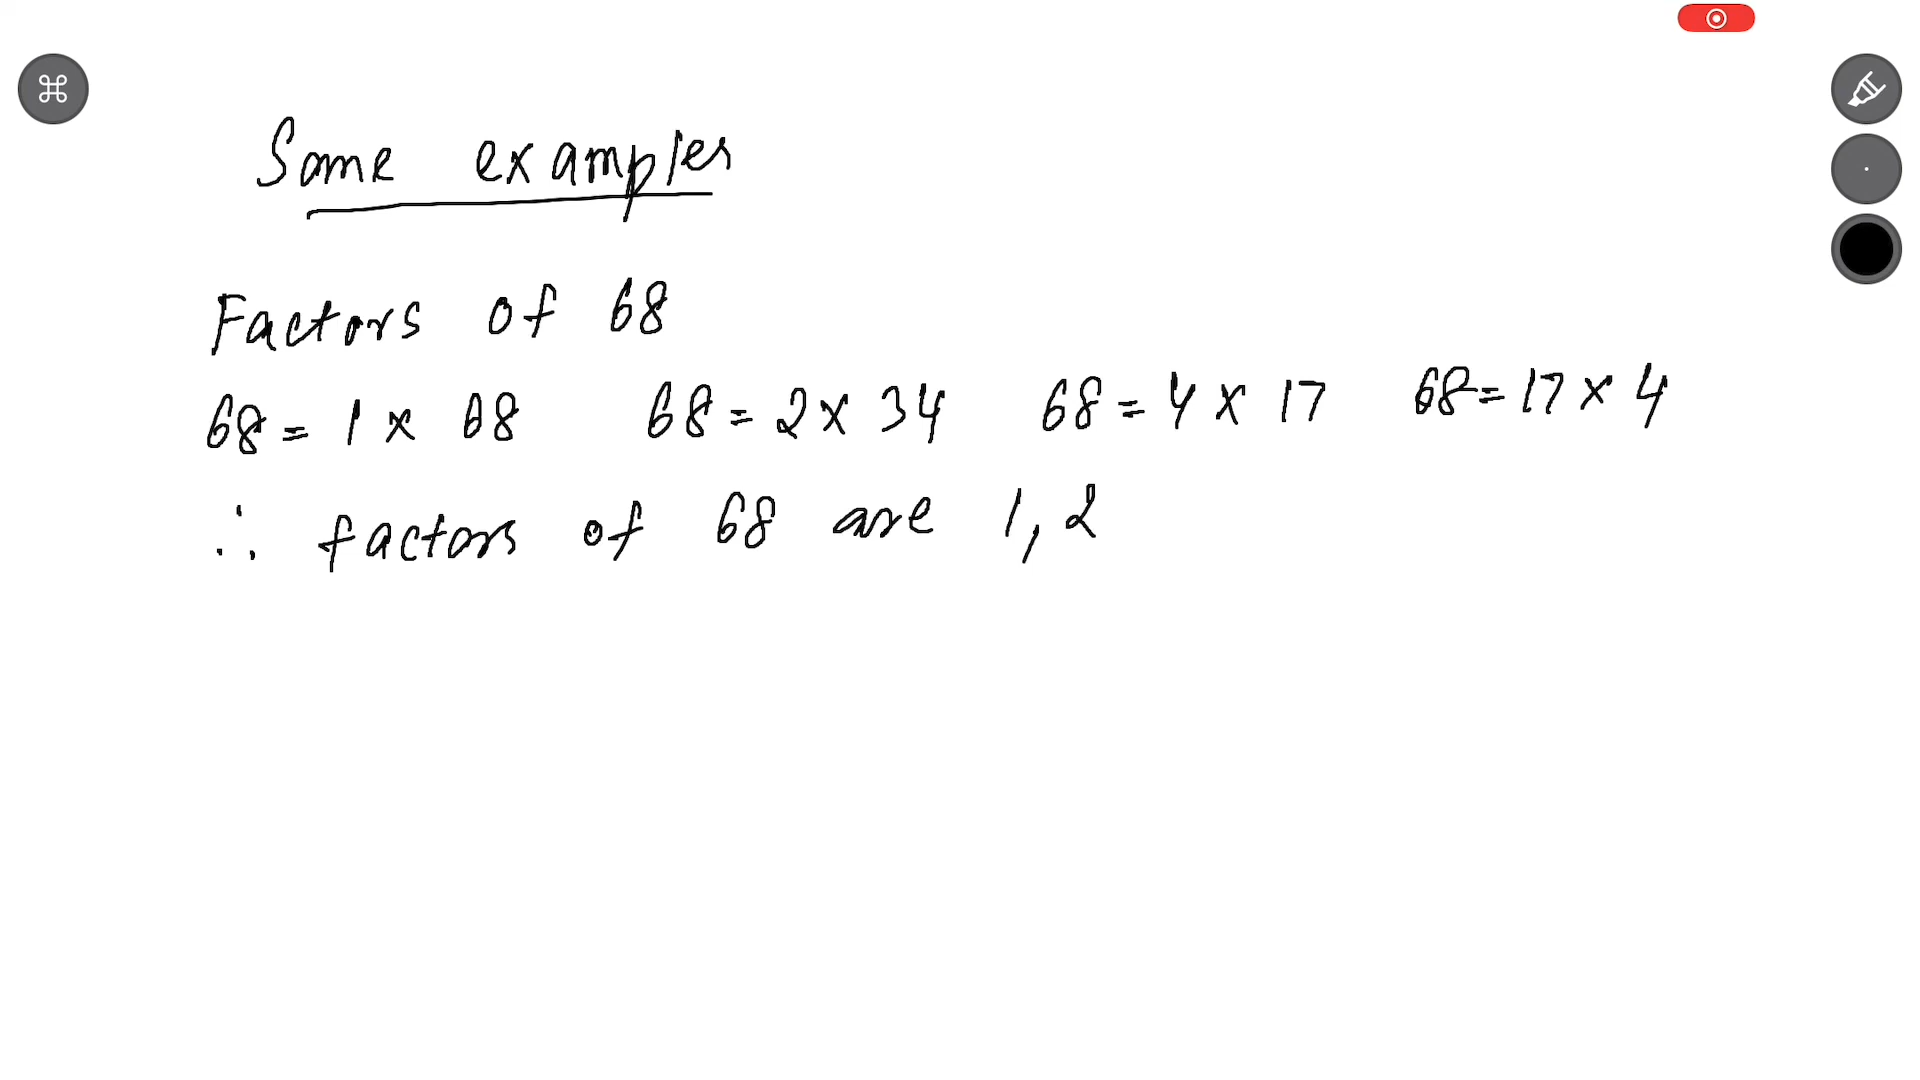 Some examples
Factors of 68
68 = 1 x 68 68 = 2 x 34 68 = 4 x 17 68 = 17 x 4
∴ factors of 68 are 1, 2